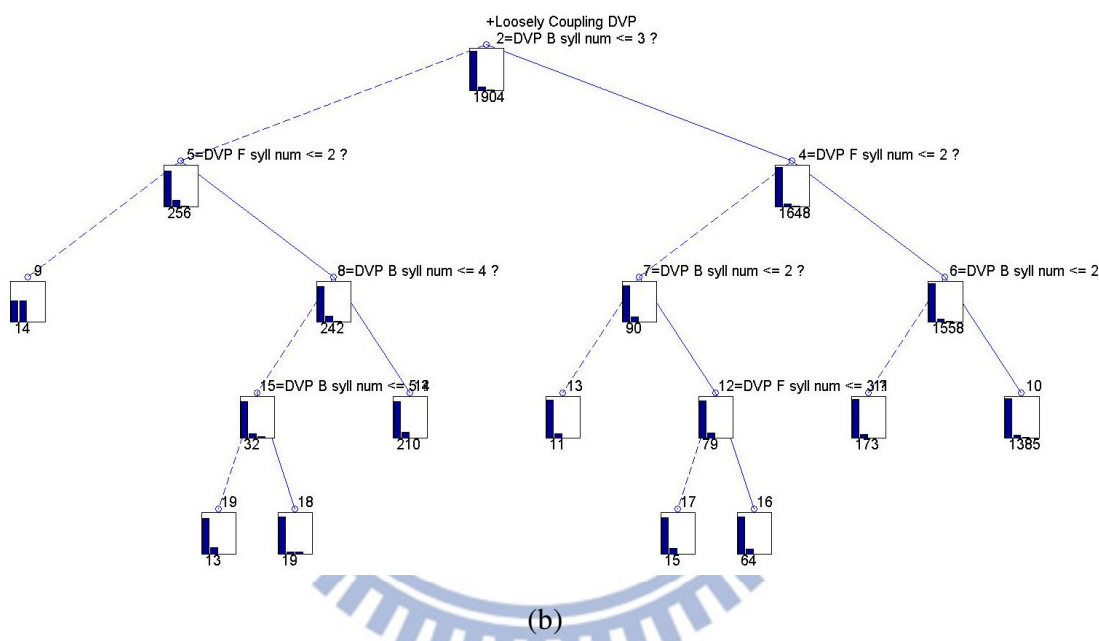 +Loosely Coupling DVP
2=DVP B syll num <= 3 ?
1904
5=DVP F syll num <= 2 ?
256
4=DVP F syll num <= 2 ?
1648
9
14
8=DVP B syll num <= 4 ?
242
7=DVP B syll num <= 2 ?
90
6=DVP B syll num <= 2
1558
15=DVP B syll num <= 5
32
210
13
11
12=DVP F syll num <= 3
79
173
10
1385
19
13
18
19
17
15
16
64
(b)